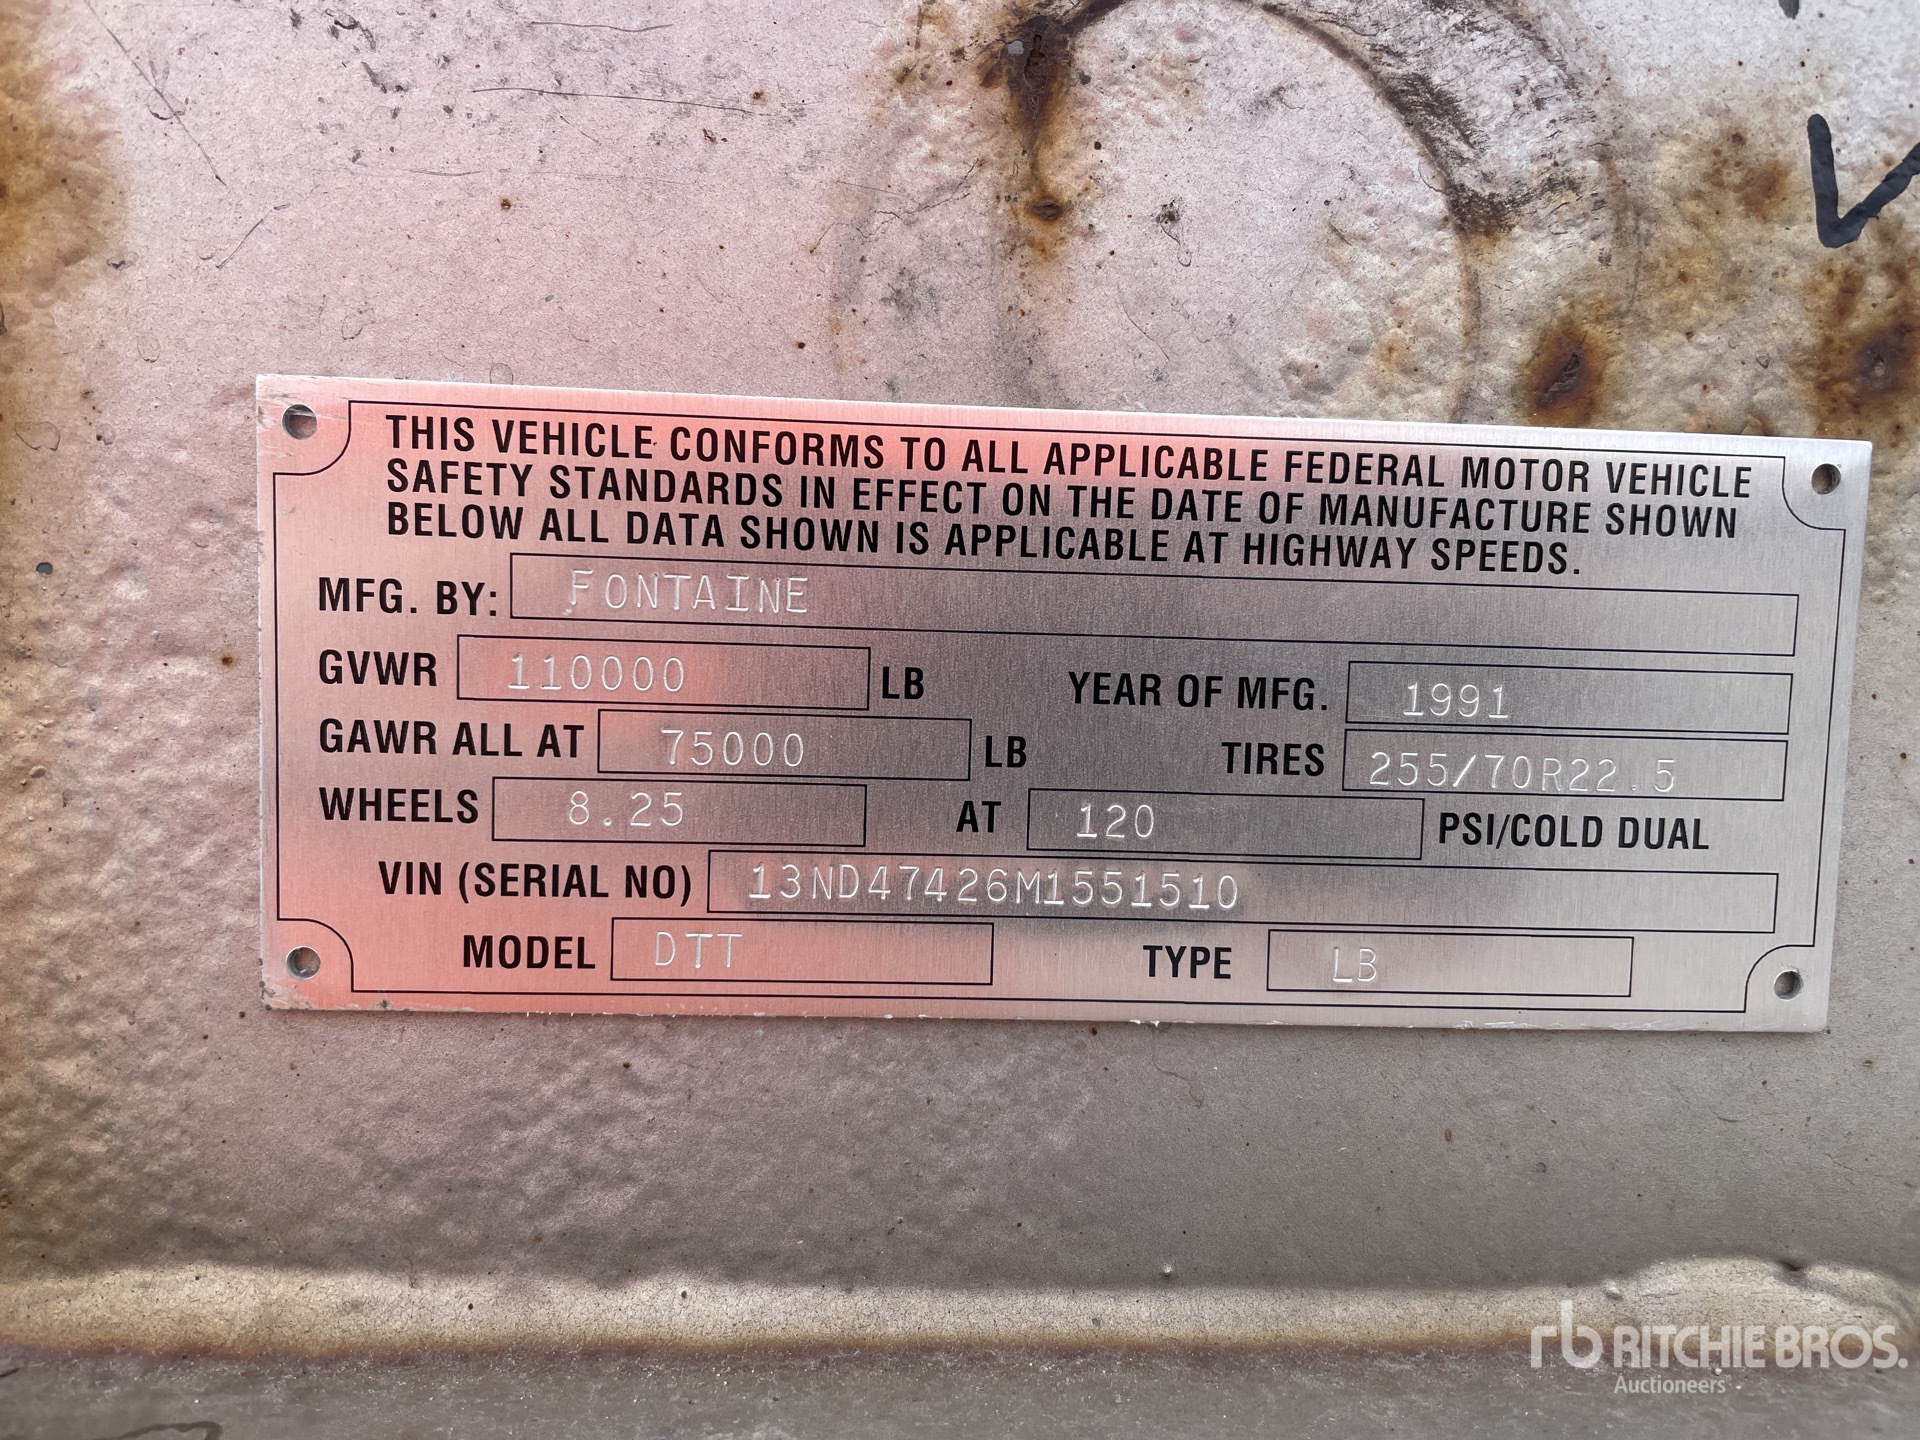 THIS VEHICLE CONFORMS TO ALL APPLICABLE FEDERAL MOTOR VEHICLE
SAFETY STANDARDS IN EFFECT ON THE DATE OF MANUFACTURE SHOWN
BELOW ALL DATA SHOWN IS APPLICABLE AT HIGHWAY SPEEDS.
MFG. BY: FONTAINE
GVWR 110000 LB YEAR OF MFG. 1991
GAWR ALL AT 75000 LB TIRES 255/70R22.5
WHEELS 8.25 AT 120 PSI/COLD DUAL
VIN (SERIAL NO) 13ND47426M1551510
MODEL DTT TYPE LB
rb RITCHIE BROS.
Auctioneers